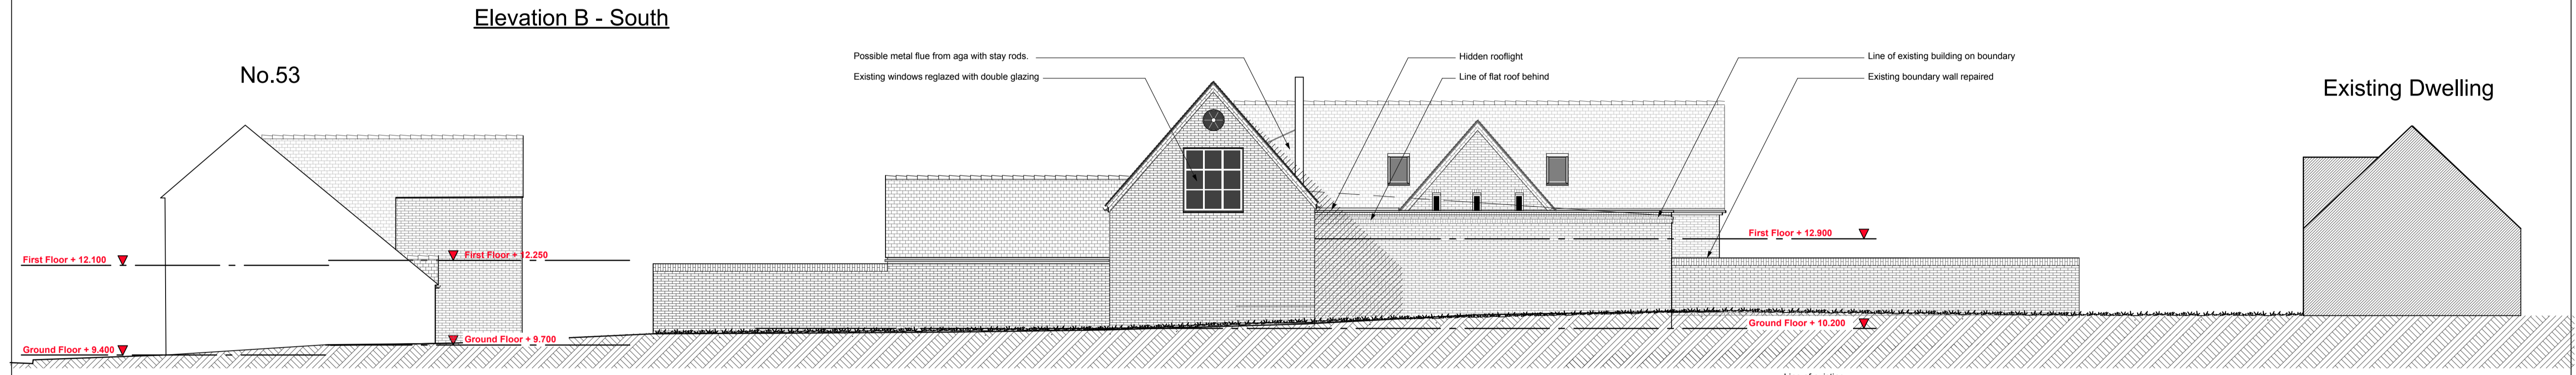 Elevation B - South
No.53
Possible metal flue from aga with stay rods.
Existing windows reglazed with double glazing
Hidden rooflight
Line of flat roof behind
Line of existing building on boundary
Existing boundary wall repaired
Existing Dwelling
First Floor + 12.100
First Floor + 12.250
First Floor + 12.900
Ground Floor + 9.400
Ground Floor + 9.700
Ground Floor + 10.200